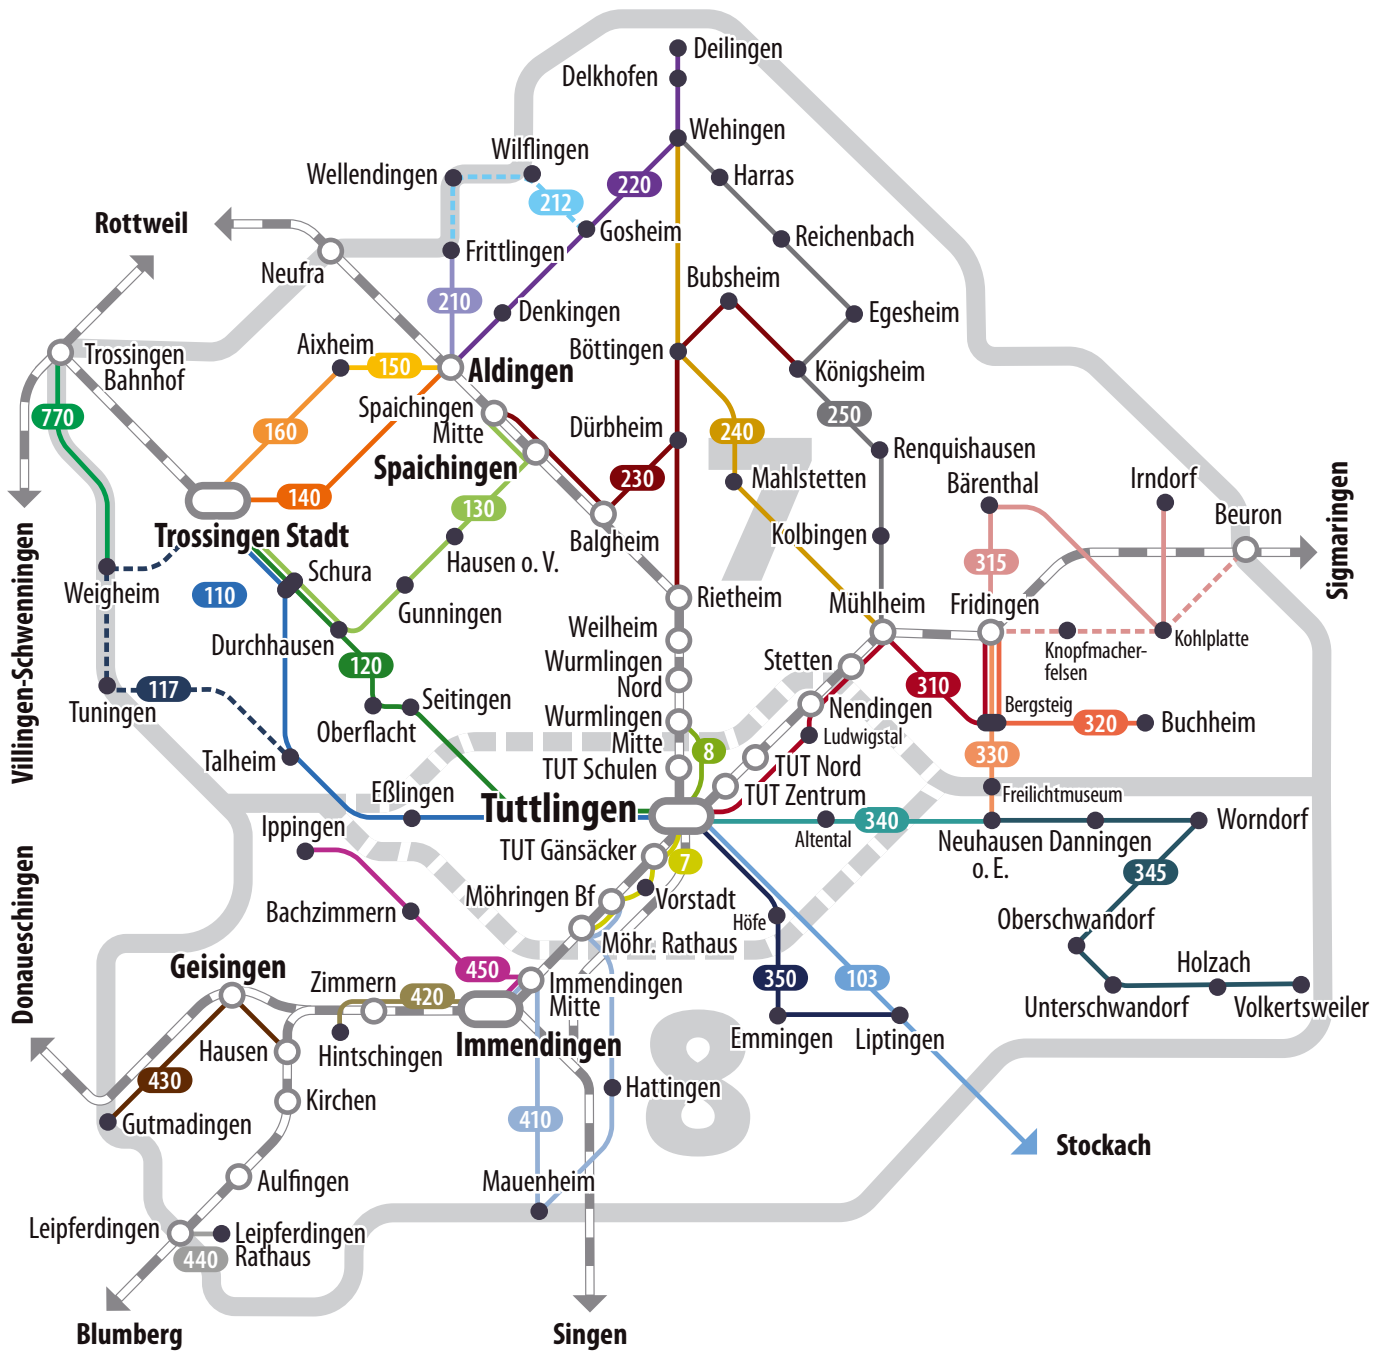 Deilingen
Delkhofen
Wehingen
Wilflingen
Wellendingen
Harras
220
212
Rottweil
Gosheim
Reichenbach
Frittlingen
Neufra
Bubsheim
210
Denkingen
Egesheim
Aixheim
Trossingen
Bahnhof
150
Aldingen
Böttingen
Königsheim
770
Spaichingen
Mitte
160
Dürbheim
240
7
250
Renquishausen
Spaichingen
230
Mahlstetten
Bärenthal
Irndorf
140
130
Beuron
Sigmaringen
Trossingen Stadt
Balgheim
Kolbingen
Hausen o. V.
315
Schura
Weigheim
110
Gunningen
Rietheim
Mühlheim
Fridingen
Villingen-Schwenningen
Durchhausen
Weilheim
Knopfmacher-
felsen
Kohlplatte
120
Wurmlingen
Nord
Stetten
117
310
Tuningen
Seitingen
Oberflacht
Wurmlingen
Mitte
Nendingen
Bergsteig
Ludwigstal
320
Buchheim
8
Talheim
TUT Schulen
TUT Nord
330
Eßlingen
TUT Zentrum
Freilichtmuseum
Ippingen
Tuttlingen
Altental
340
Neuhausen
o. E.
Danningen
Worndorf
TUT Gänsäcker
7
345
Möhringen Bf
Vorstadt
Donaueschingen
Bachzimmern
Höfe
Oberschwandorf
Möhr. Rathaus
Geisingen
450
Zimmern
420
Immendingen
Mitte
350
103
Holzach
Unterschwandorf
Volkertsweiler
Hausen
Hintschingen
Immendingen
8
Emmingen
Liptingen
430
Hattingen
Kirchen
Gutmadingen
410
Stockach
Aulfingen
Mauenheim
Leipferdingen
Leipferdingen
Rathaus
440
Blumberg
Singen